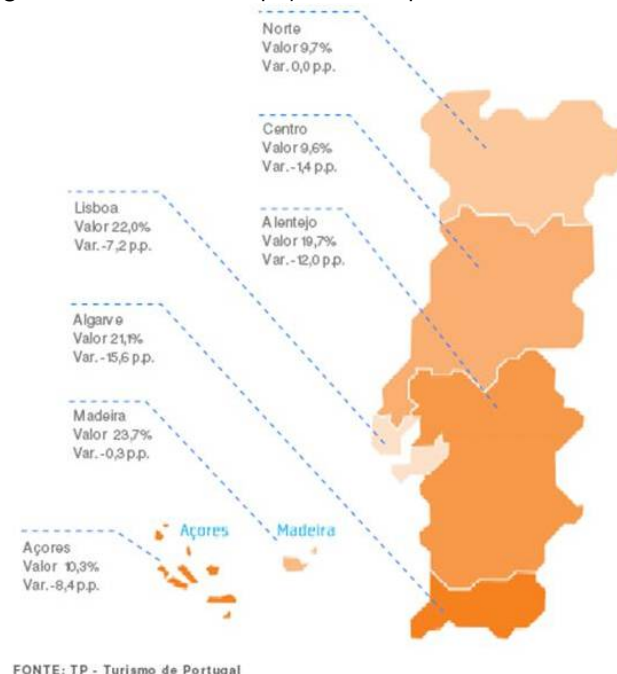 Norte
Valor 9,7%
Var. 0,0 p.p.
Centro
Valor 9,6%
Var. -1,4 p.p.
Lisboa
Valor 22,0%
Var. -7,2 p.p.
Alentejo
Valor 19,7%
Var. -12,0 p.p.
Algarve
Valor 21,1%
Var. -15,6 p.p.
Madeira
Valor 23,7%
Var. -0,3 p.p.
Açores
Madeira
Açores
Valor 10,3%
Var. -8,4 p.p.
FONTE: TP - Turismo de Portugal